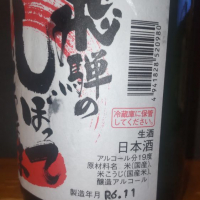 飛騨の
しぼって
4941828520980
冷蔵庫に保管
してください。
生酒
日本酒
アルコール分19度
原材料名 米(国産)、
米こうじ(国産米)、
醸造アルコール
製造年月 R6.11